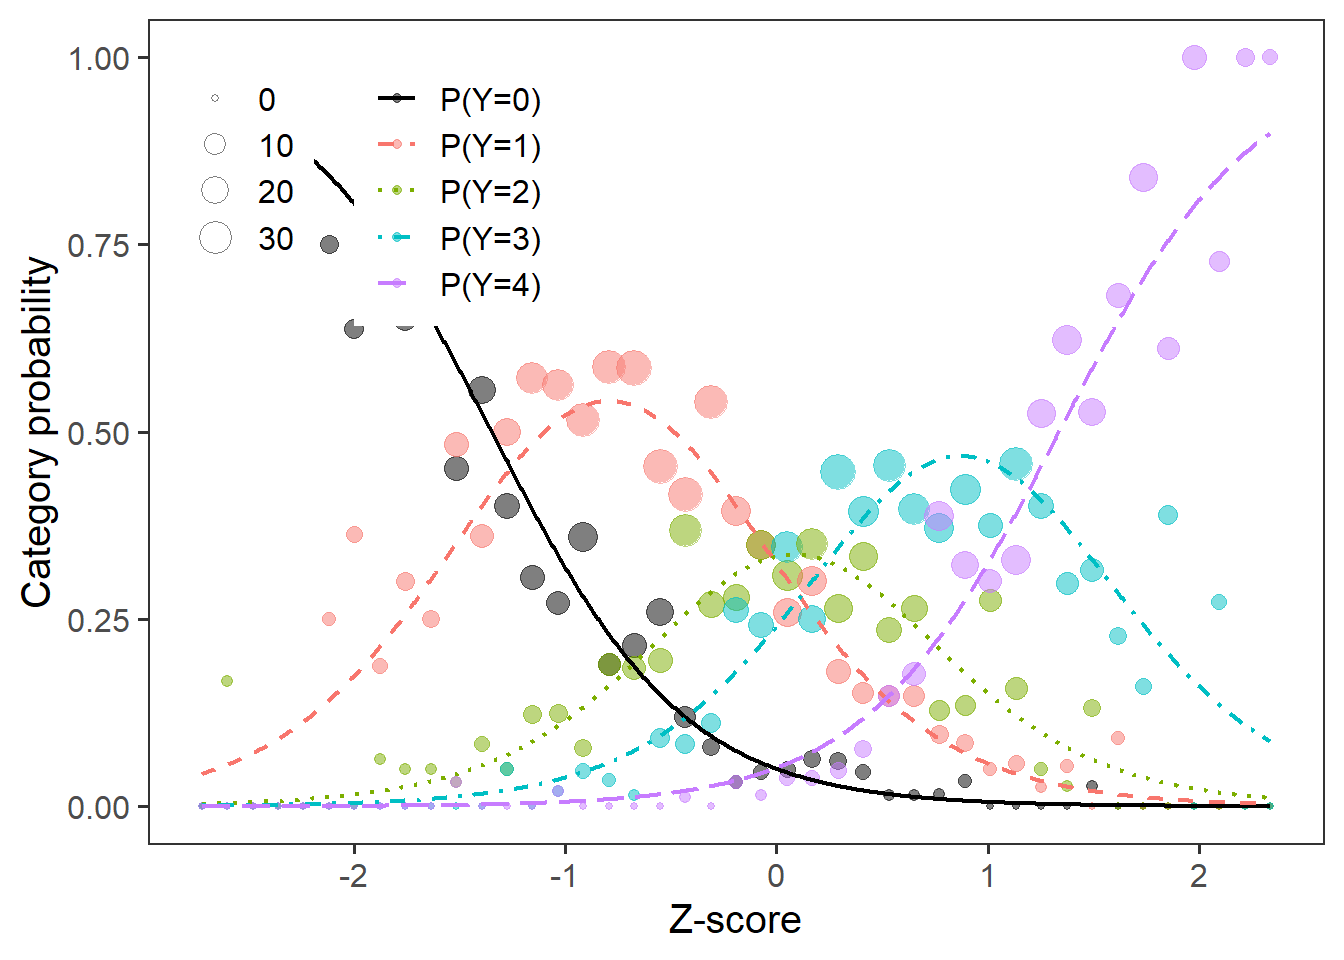 1.00
0.75
0.50
0.25
0.00
Category probability
0
10
20
30
P(Y=0)
P(Y=1)
P(Y=2)
P(Y=3)
P(Y=4)
-2
-1
0
1
2
Z-score